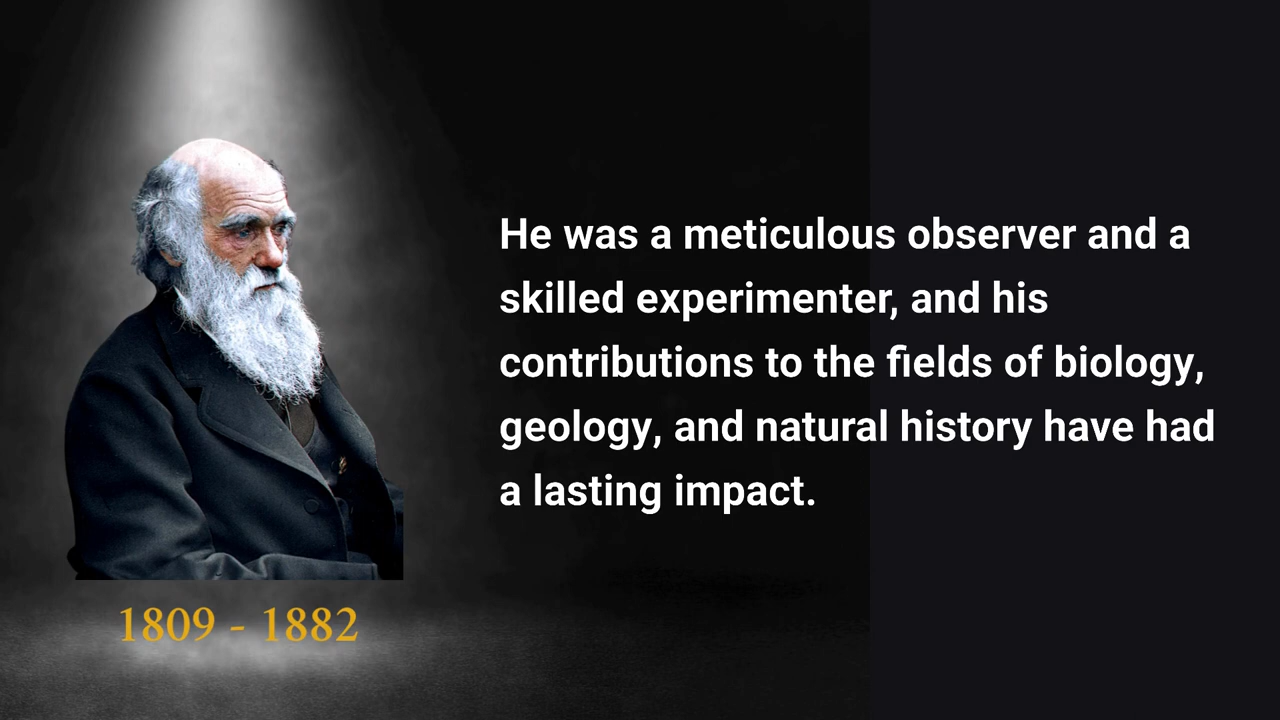 He was a meticulous observer and a
skilled experimenter, and his
contributions to the fields of biology,
geology, and natural history have had
a lasting impact.
1809 - 1882